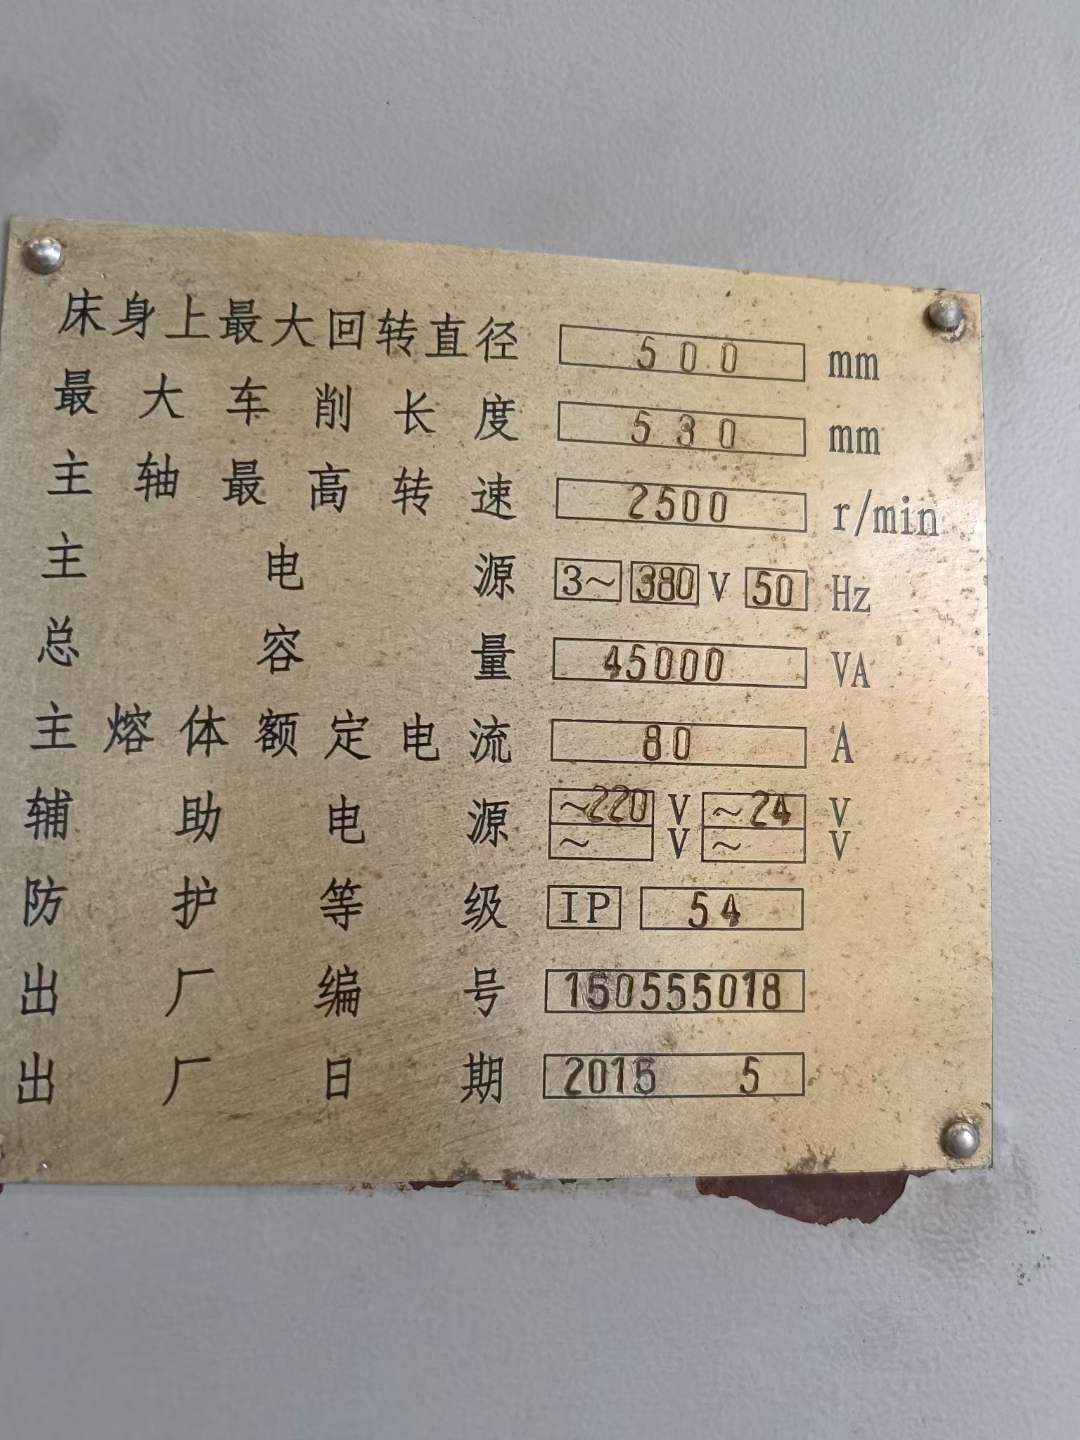 床身上最大回转直径 500 mm
最大车削长度 530 mm
主轴最高转速 2500 r/min
主电源 3~ 380 V 50 Hz
总容量 45000 VA
主熔体额定电流 80 A
辅助电源 ~220 V ~24 V
~ V ~ V
防护等级 IP 54
出厂编号 150555018
出厂日期 2015 5